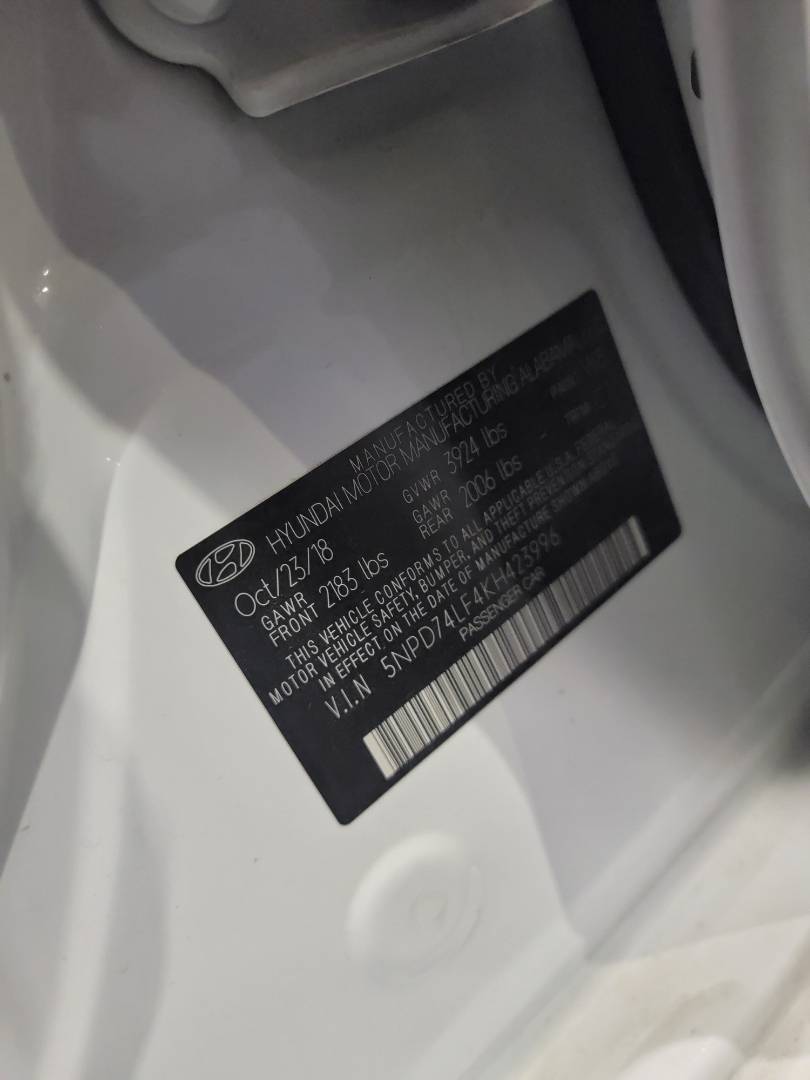 MANUFACTURED BY
HYUNDAI MOTOR MANUFACTURING ALABAMA
Oct/23/18 GVWR 3924 lbs
GAWR FRONT 2183 lbs GAWR REAR 2006 lbs
THIS VEHICLE CONFORMS TO ALL APPLICABLE U.S.A.
MOTOR VEHICLE SAFETY, BUMPER, AND THEFT PREVENTION
IN EFFECT ON THE DATE OF MANUFACTURE SHOWN
V.I.N 5NPD74LF4KH423996
PASSENGER CAR